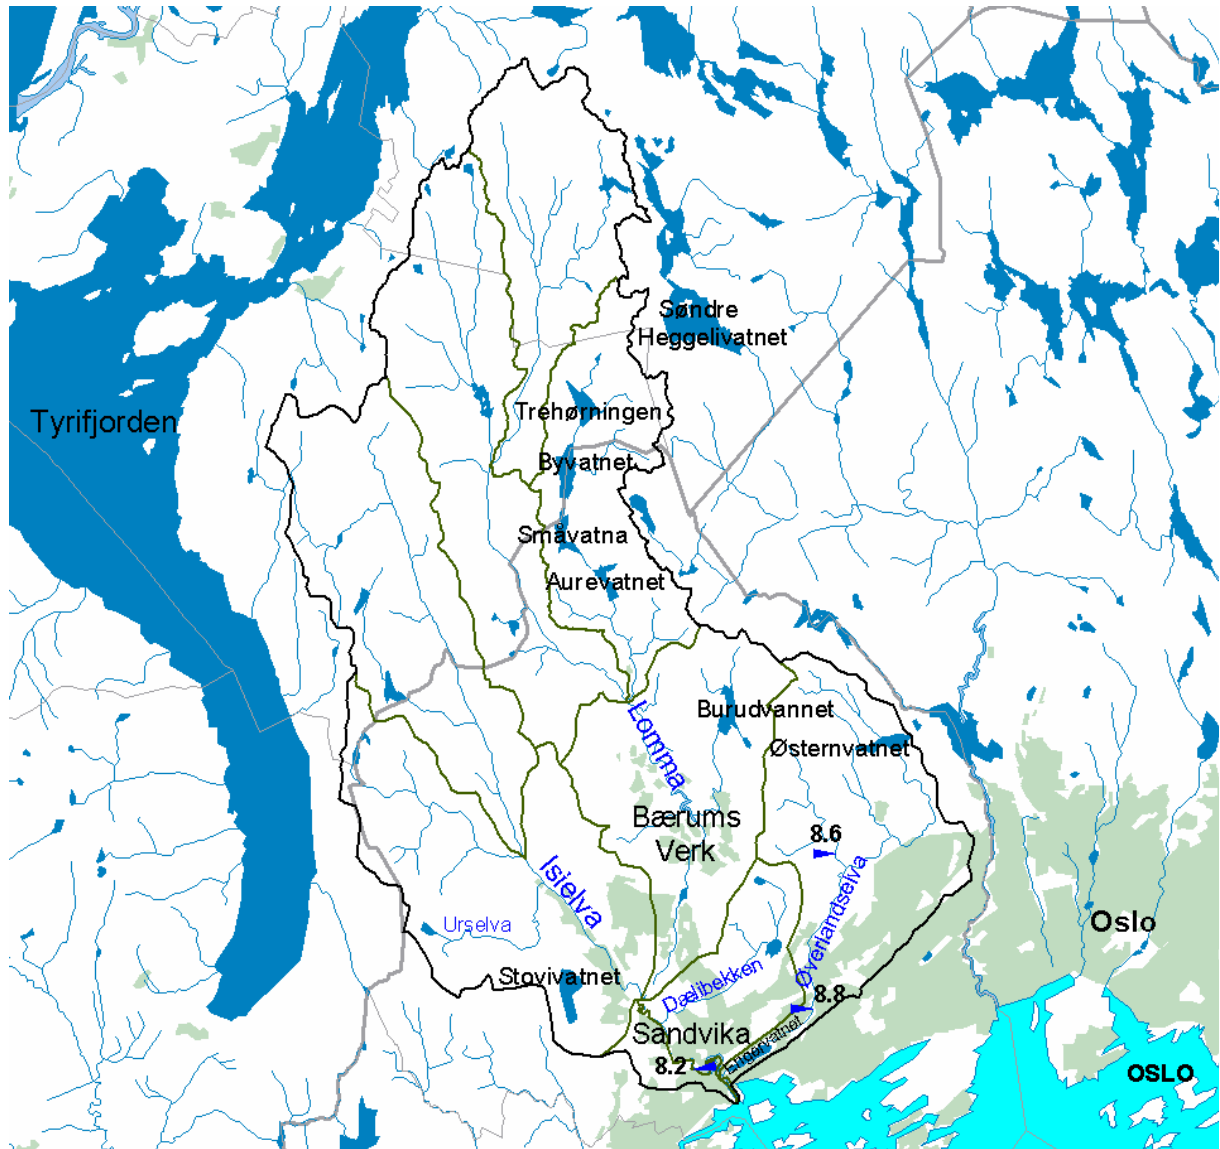 Søndre
Heggelivatnet
Tyrifjorden
Trehørningen
Byvatnet
Småvatna
Aurevatnet
Lomma
Burudvannet
Østernvatnet
Bærums
Verk
8.6
Isielva
Øverlandselva
Urselva
Oslo
Stovivatnet
Dælibekken
8.8
Sandvika
Engervatnet
8.2
OSLO